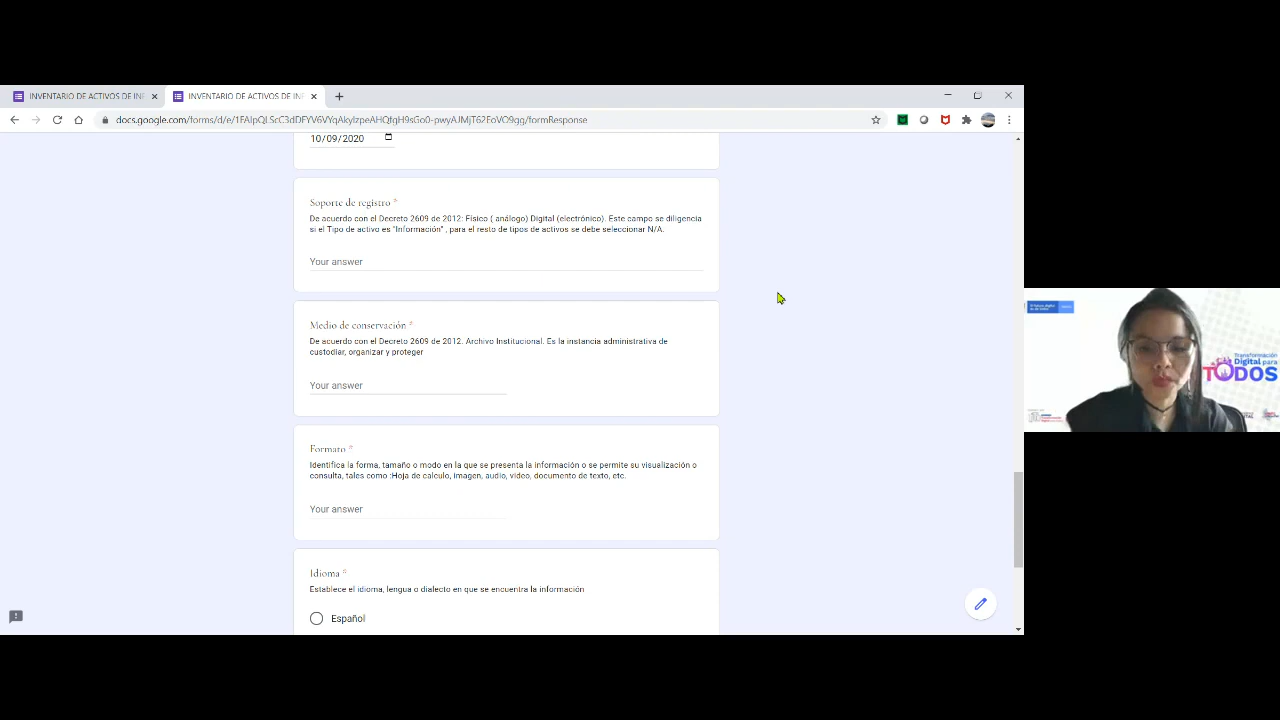 INVENTARIO DE ACTIVOS DE INF
INVENTARIO DE ACTIVOS DE INF
docs.google.com/forms/d/e/1FAIpQLScC3dDFYV6VYqAkyIzpeAHQfgH9sGo0-pwyAJMjT62EoVO9gg/formResponse
10/09/2020
Soporte de registro *
De acuerdo con el Decreto 2609 de 2012: Físico ( análogo) Digital (electrónico). Este campo se diligencia
si el Tipo de activo es "Información" , para el resto de tipos de activos se debe seleccionar N/A.
Your answer
Medio de conservación *
De acuerdo con el Decreto 2609 de 2012. Archivo Institucional. Es la instancia administrativa de
custodiar, organizar y proteger
Your answer
Formato *
Identifica la forma, tamaño o modo en la que se presenta la información o se permite su visualización o
consulta, tales como :Hoja de calculo, imagen, audio, video, documento de texto, etc.
Your answer
Idioma *
Establece el idioma, lengua o dialecto en que se encuentra la información
Español
Transformación
Digital para
TODOS